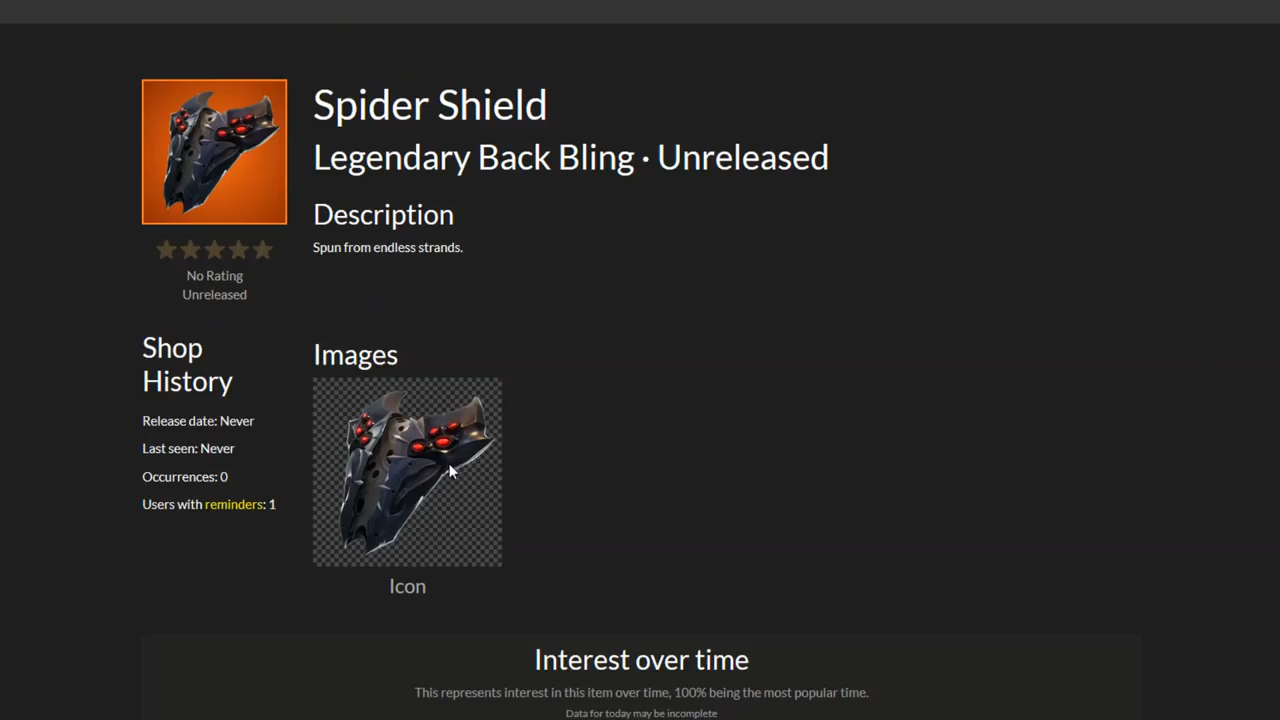 Spider Shield
Legendary Back Bling · Unreleased
Description
Spun from endless strands.
No Rating
Unreleased
Shop
History
Release date: Never
Last seen: Never
Occurrences: 0
Users with reminders: 1
Images
Icon
Interest over time
This represents interest in this item over time, 100% being the most popular time.
Data for today may be incomplete